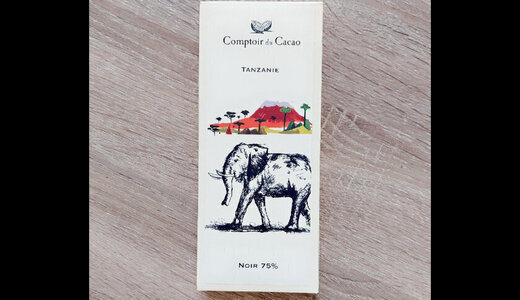 Comptoir du Cacao
Tanzanie
Noir 75%